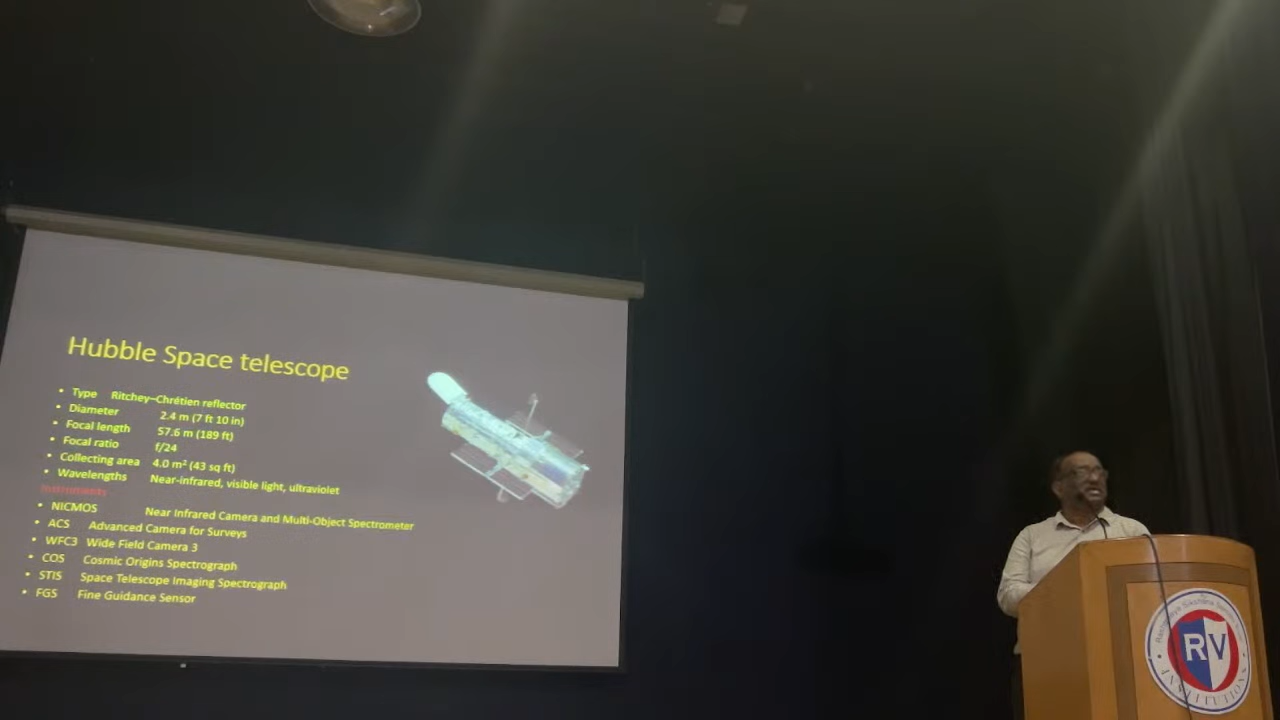 Hubble Space telescope
• Type Ritchey–Chrétien reflector
• Diameter 2.4 m (7 ft 10 in)
• Focal length 57.6 m (189 ft)
• Focal ratio f/24
• Collecting area 4.0 m² (43 sq ft)
• Wavelengths Near-infrared, visible light, ultraviolet
Instruments
• NICMOS Near Infrared Camera and Multi-Object Spectrometer
• ACS Advanced Camera for Surveys
• WFC3 Wide Field Camera 3
• COS Cosmic Origins Spectrograph
• STIS Space Telescope Imaging Spectrograph
• FGS Fine Guidance Sensor
RV
INSTITUTIONS